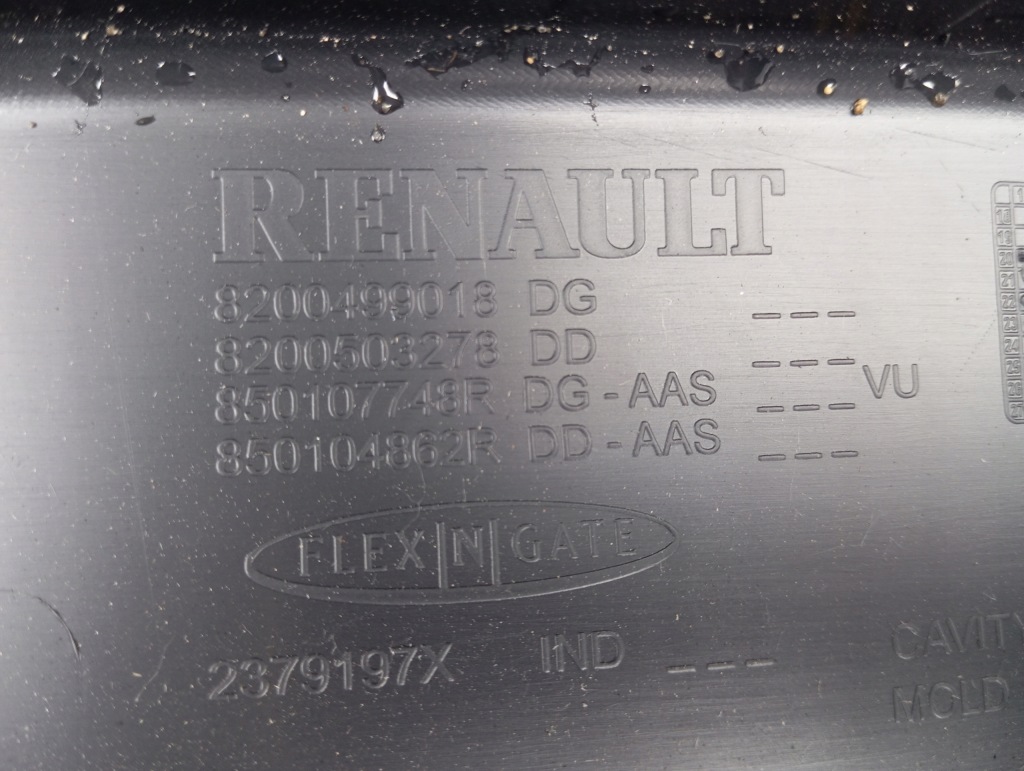 RENAULT
8200499018 DG _ _ _
8200503278 DD _ _ _
850107748R DG - AAS _ _ _ VU
850104862R DD - AAS _ _ _
FLEX|N|GATE
2379197X IND _ _ _
CAVITY
MOLD